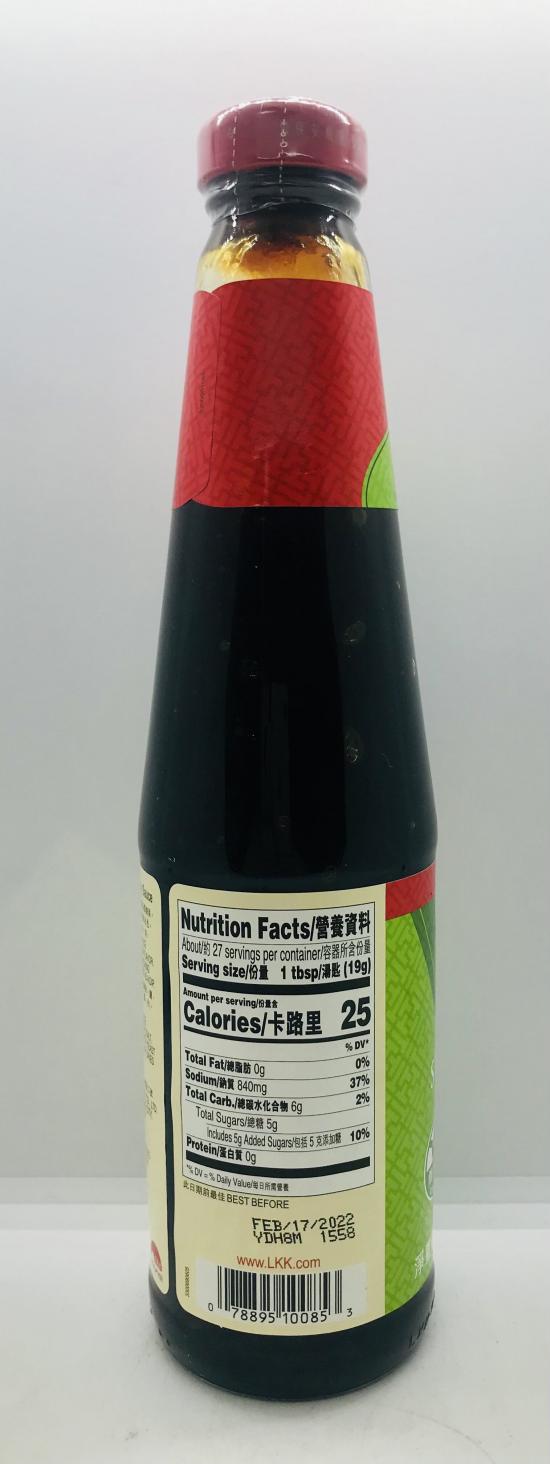 Nutrition Facts/營養資料
About/約 27 servings per container/容器所含份量
Serving size/份量 1 tbsp/湯匙 (19g)
Amount per serving/份量含
Calories/卡路里 25
% DV*
Total Fat/總脂肪 0g 0%
Sodium/鈉質 840mg 37%
Total Carb./總碳水化合物 6g 2%
Total Sugars/總糖 5g
Includes 5g Added Sugars/包括 5 克添加糖 10%
Protein/蛋白質 0g
*% DV = % Daily Value/每日所需營養
此日期前最佳 BEST BEFORE
FEB/17/2022
YDH8M 1558
www.LKK.com
0 78895 10085 3
Sauce
淨